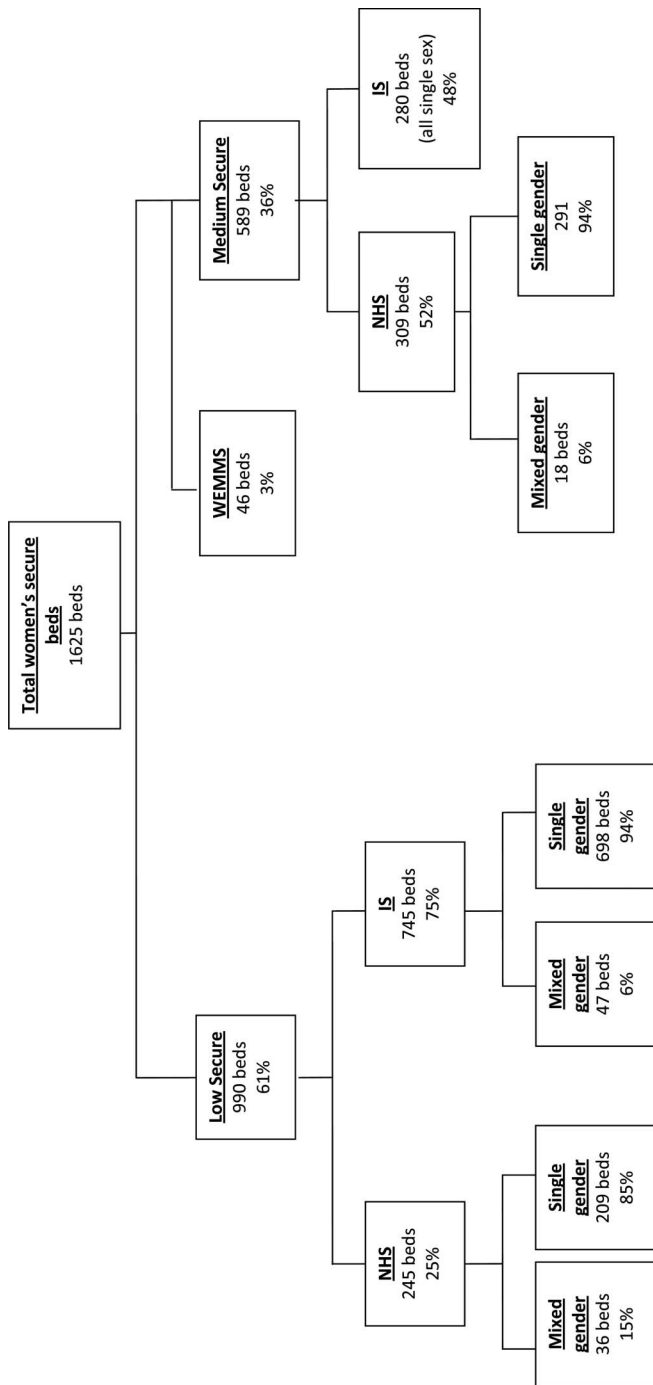 Total women's secure
beds
1625 beds
Low Secure
990 beds
61%
WEMMS
46 beds
3%
Medium Secure
589 beds
36%
NHS
245 beds
25%
IS
745 beds
75%
NHS
309 beds
52%
IS
280 beds
(all single sex)
48%
Mixed
gender
36 beds
15%
Single
gender
209 beds
85%
Mixed
gender
47 beds
6%
Single
gender
698 beds
94%
Mixed gender
18 beds
6%
Single gender
291
94%